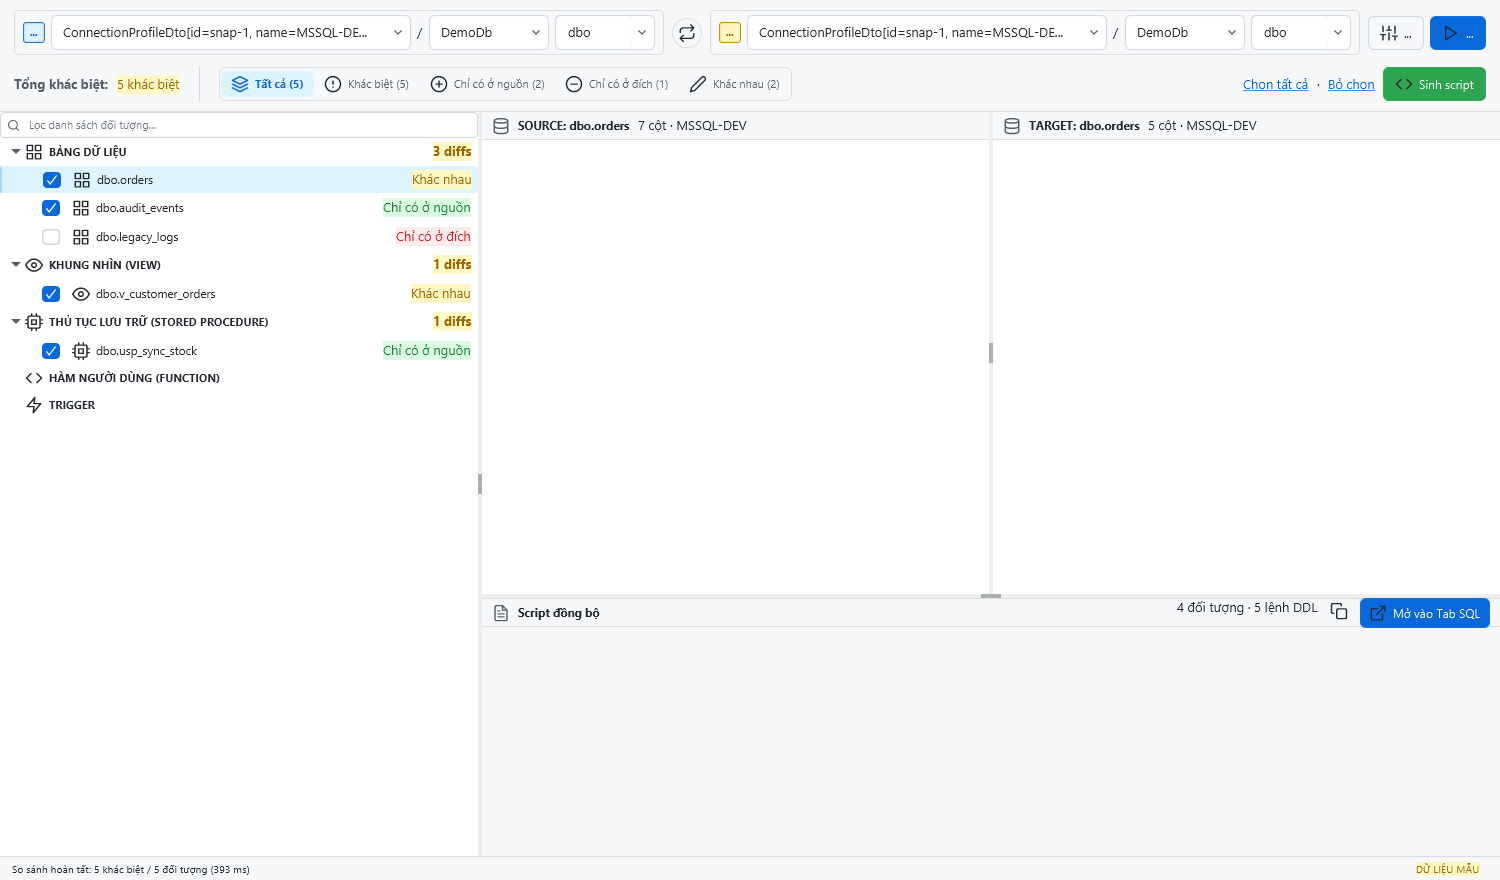 ... ConnectionProfileDto[id=snap-1, name=MSSQL-DE... / DemoDb dbo ... ConnectionProfileDto[id=snap-1, name=MSSQL-DE... / DemoDb dbo ... ...
Tổng khác biệt: 5 khác biệt Tất cả (5) Khác biệt (5) Chỉ có ở nguồn (2) Chỉ có ở đích (1) Khác nhau (2) Chọn tất cả · Bỏ chọn Sinh script
Lọc danh sách đối tượng...
BẢNG DỮ LIỆU 3 diffs
dbo.orders Khác nhau
dbo.audit_events Chỉ có ở nguồn
dbo.legacy_logs Chỉ có ở đích
KHUNG NHÌN (VIEW) 1 diffs
dbo.v_customer_orders Khác nhau
THỦ TỤC LƯU TRỮ (STORED PROCEDURE) 1 diffs
dbo.usp_sync_stock Chỉ có ở nguồn
HÀM NGƯỜI DÙNG (FUNCTION)
TRIGGER
SOURCE: dbo.orders 7 cột · MSSQL-DEV
TARGET: dbo.orders 5 cột · MSSQL-DEV
Script đồng bộ 4 đối tượng · 5 lệnh DDL Mở vào Tab SQL
So sánh hoàn tất: 5 khác biệt / 5 đối tượng (393 ms) DỮ LIỆU MẪU